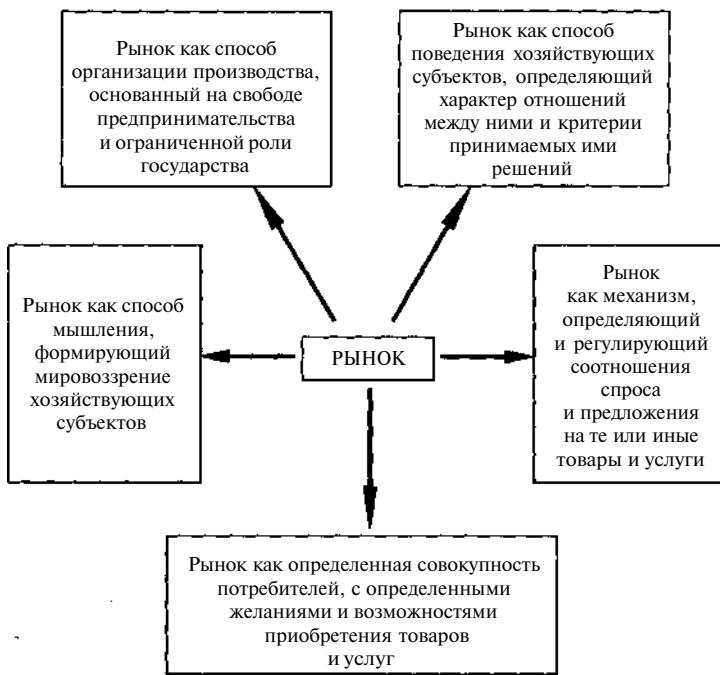 Рынок как способ
организации производства,
основанный на свободе
предпринимательства
и ограниченной роли
государства
Рынок как способ
поведения хозяйствующих
субъектов, определяющий
характер отношений
между ними и критерии
принимаемых ими
решений
Рынок как способ
мышления,
формирующий
мировоззрение
хозяйствующих
субъектов
РЫНОК
Рынок
как механизм,
определяющий
и регулирующий
соотношения
спроса
и предложения
на те или иные
товары и услуги
Рынок как определенная совокупность
потребителей, с определенными
желаниями и возможностями
приобретения товаров
и услуг